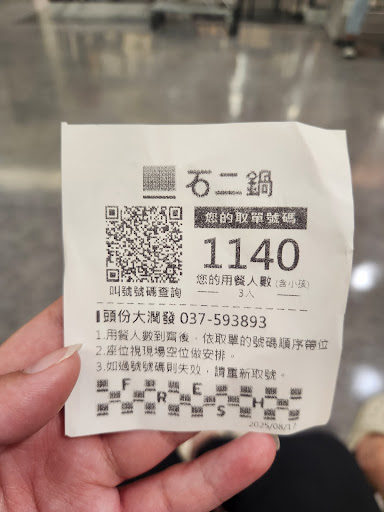 石二鍋
您的取單號碼
1140
您的用餐人數(含小孩)
3人
叫號號碼查詢
頭份大潤發 037-593893
1.用餐人數到齊後，依取單的號碼順序帶位
2.座位視現場空位做安排。
3.如過號號碼則失效，請重新取號。
FRESH
2025/08/17